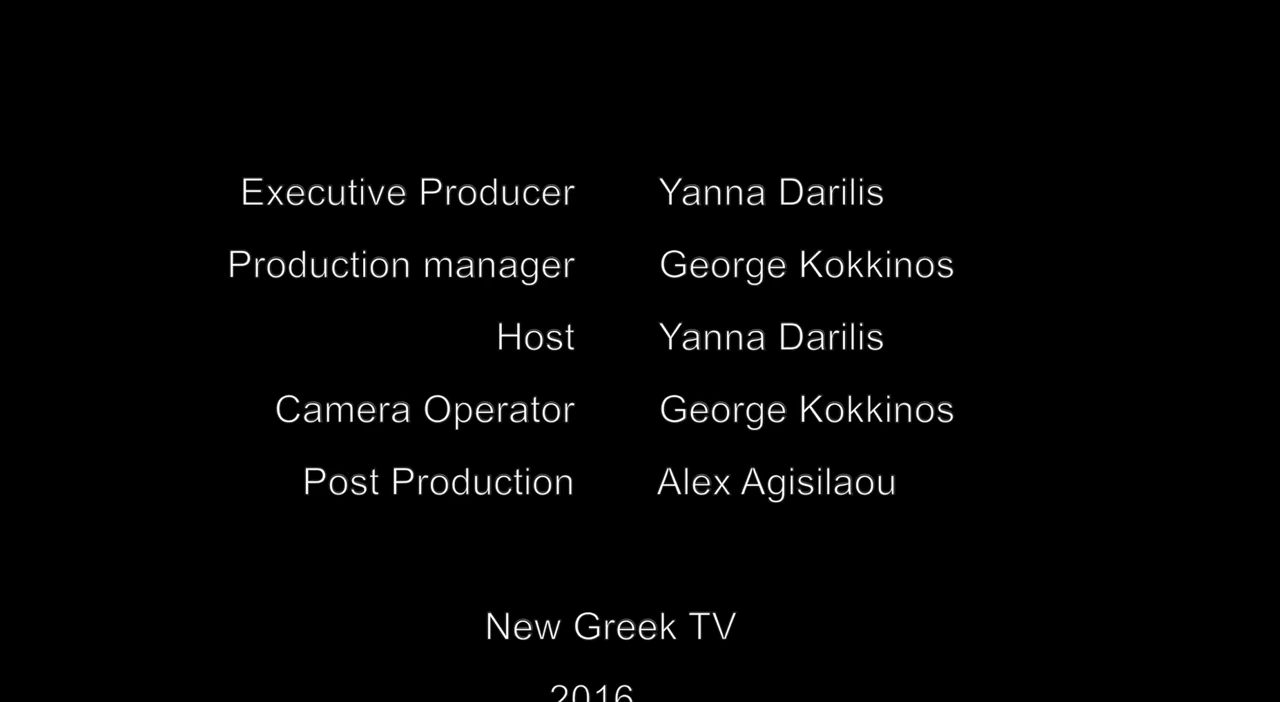 Executive Producer Yanna Darilis
Production manager George Kokkinos
Host Yanna Darilis
Camera Operator George Kokkinos
Post Production Alex Agisilaou
New Greek TV
2016